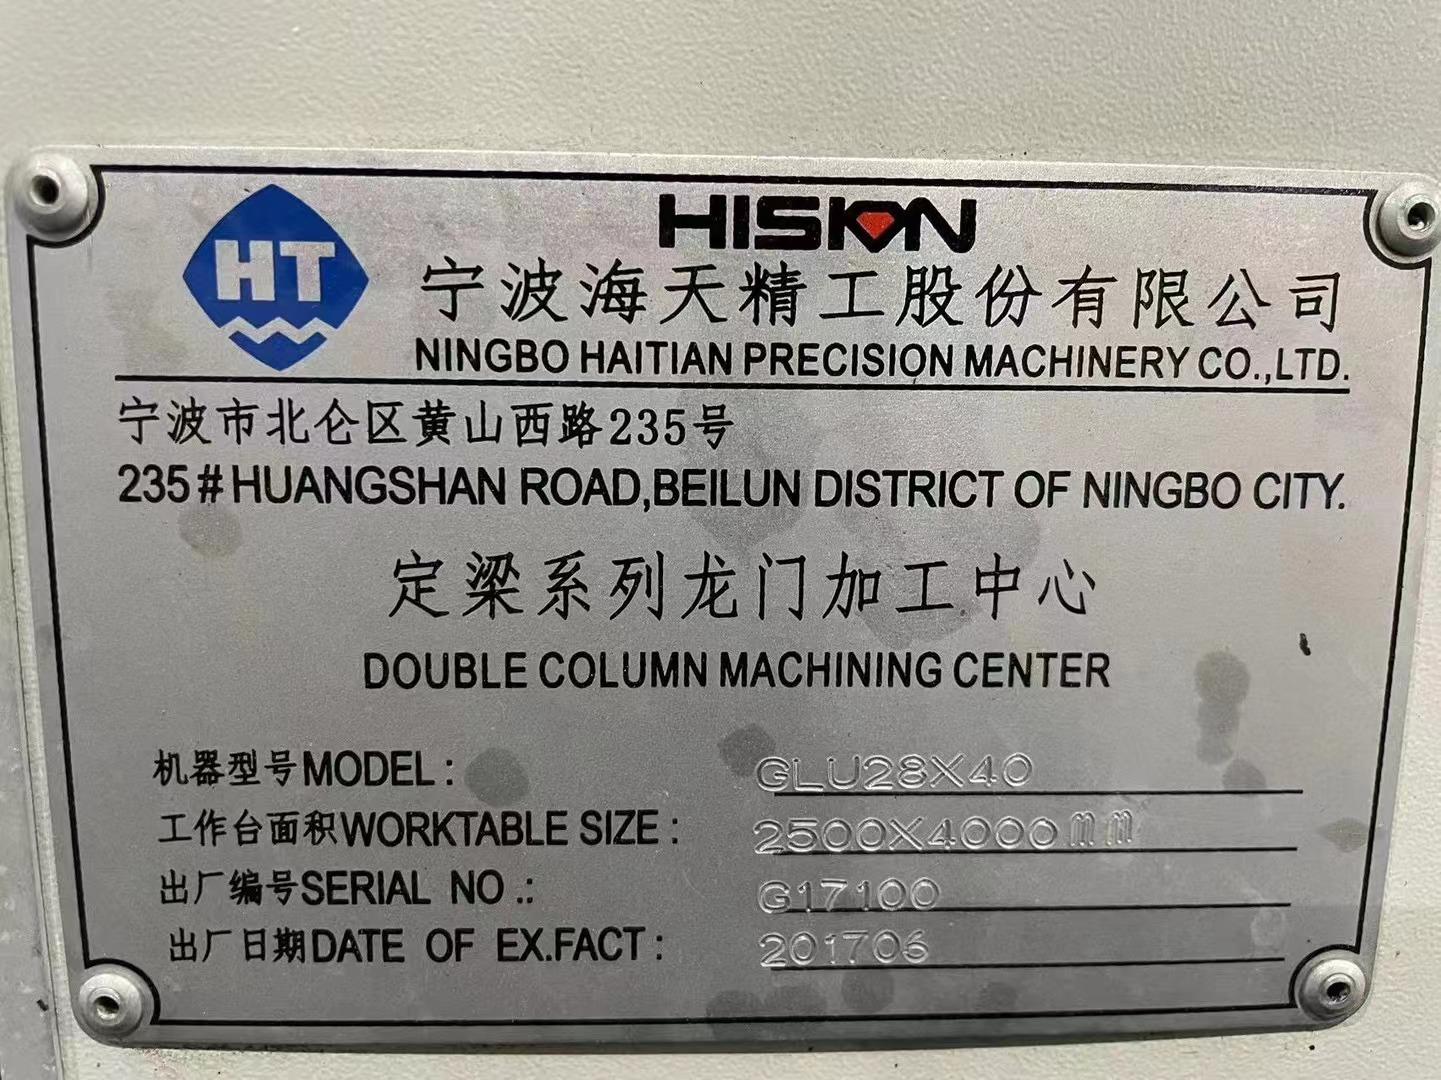 HT
HISION
宁波海天精工股份有限公司
NINGBO HAITIAN PRECISION MACHINERY CO.,LTD.
宁波市北仑区黄山西路235号
235#HUANGSHAN ROAD,BEILUN DISTRICT OF NINGBO CITY.
定梁系列龙门加工中心
DOUBLE COLUMN MACHINING CENTER
机器型号MODEL: GLU28X40
工作台面积WORKTABLE SIZE: 2500X4000mm
出厂编号SERIAL NO.: G17100
出厂日期DATE OF EX.FACT: 201706